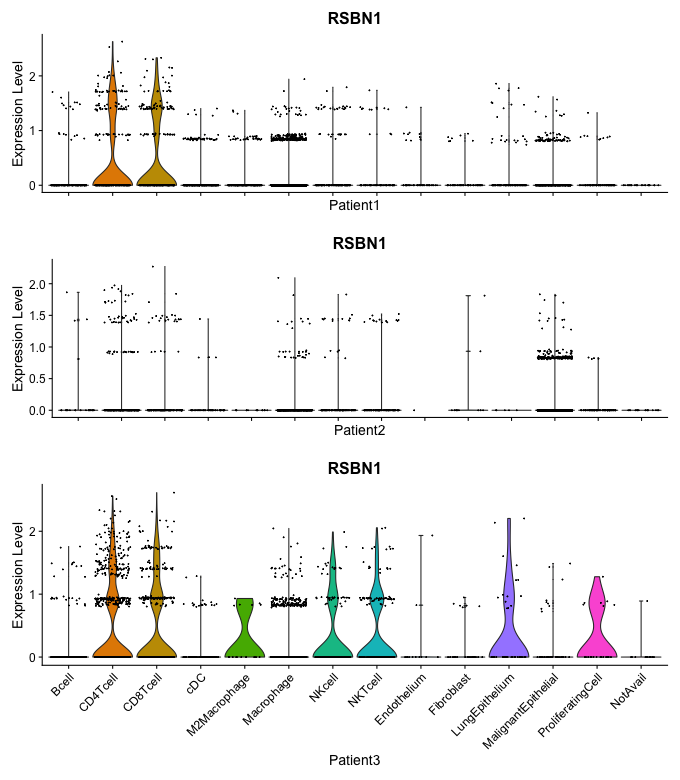 RSBN1
Expression Level
2
1
0
Patient1
RSBN1
Expression Level
2.0
1.5
1.0
0.5
0.0
Patient2
RSBN1
Expression Level
2
1
0
Bcell
CD4Tcell
CD8Tcell
cDC
M2Macrophage
Macrophage
NKcell
NKTcell
Endothelium
Fibroblast
LungEpithelium
MalignantEpithelial
ProliferatingCell
NotAvail
Patient3